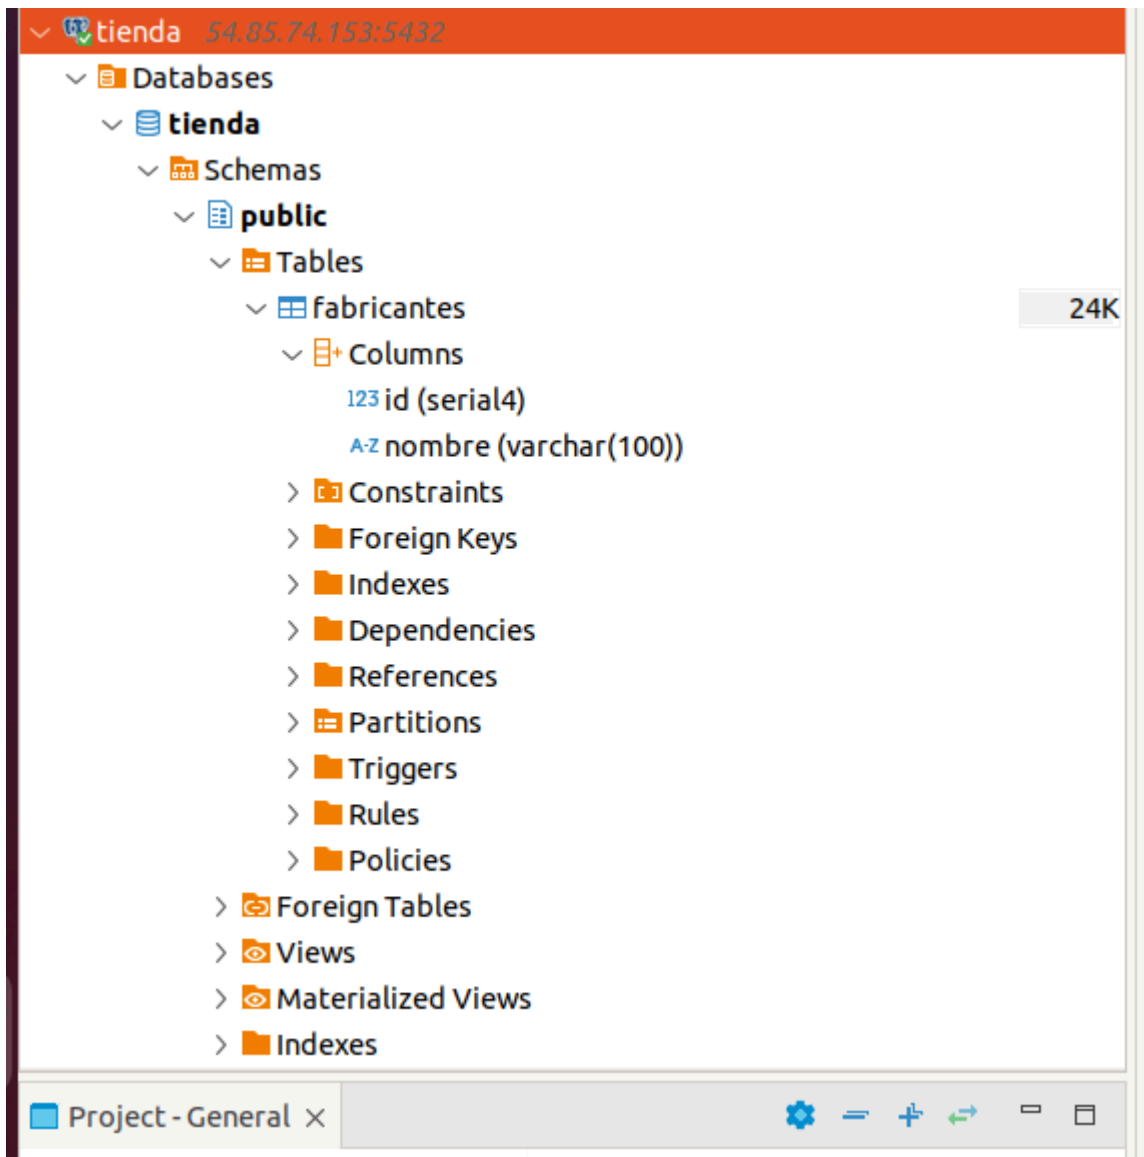 tienda 54.85.74.153:5432
Databases
tienda
Schemas
public
Tables
fabricantes 24K
Columns
123 id (serial4)
A-Z nombre (varchar(100))
Constraints
Foreign Keys
Indexes
Dependencies
References
Partitions
Triggers
Rules
Policies
Foreign Tables
Views
Materialized Views
Indexes
Project - General